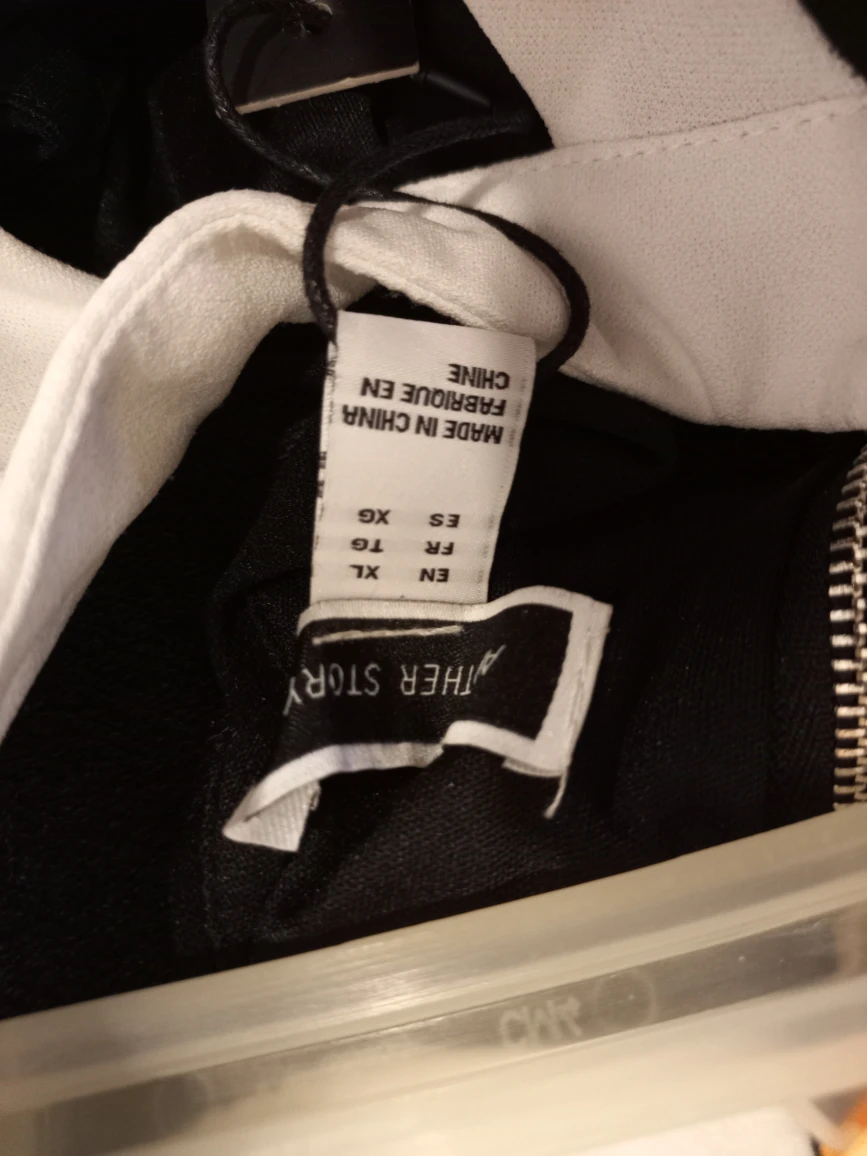 THER STORY
EN XL
FR TG
ES XG
MADE IN CHINA
FABRIQUE EN
CHINE